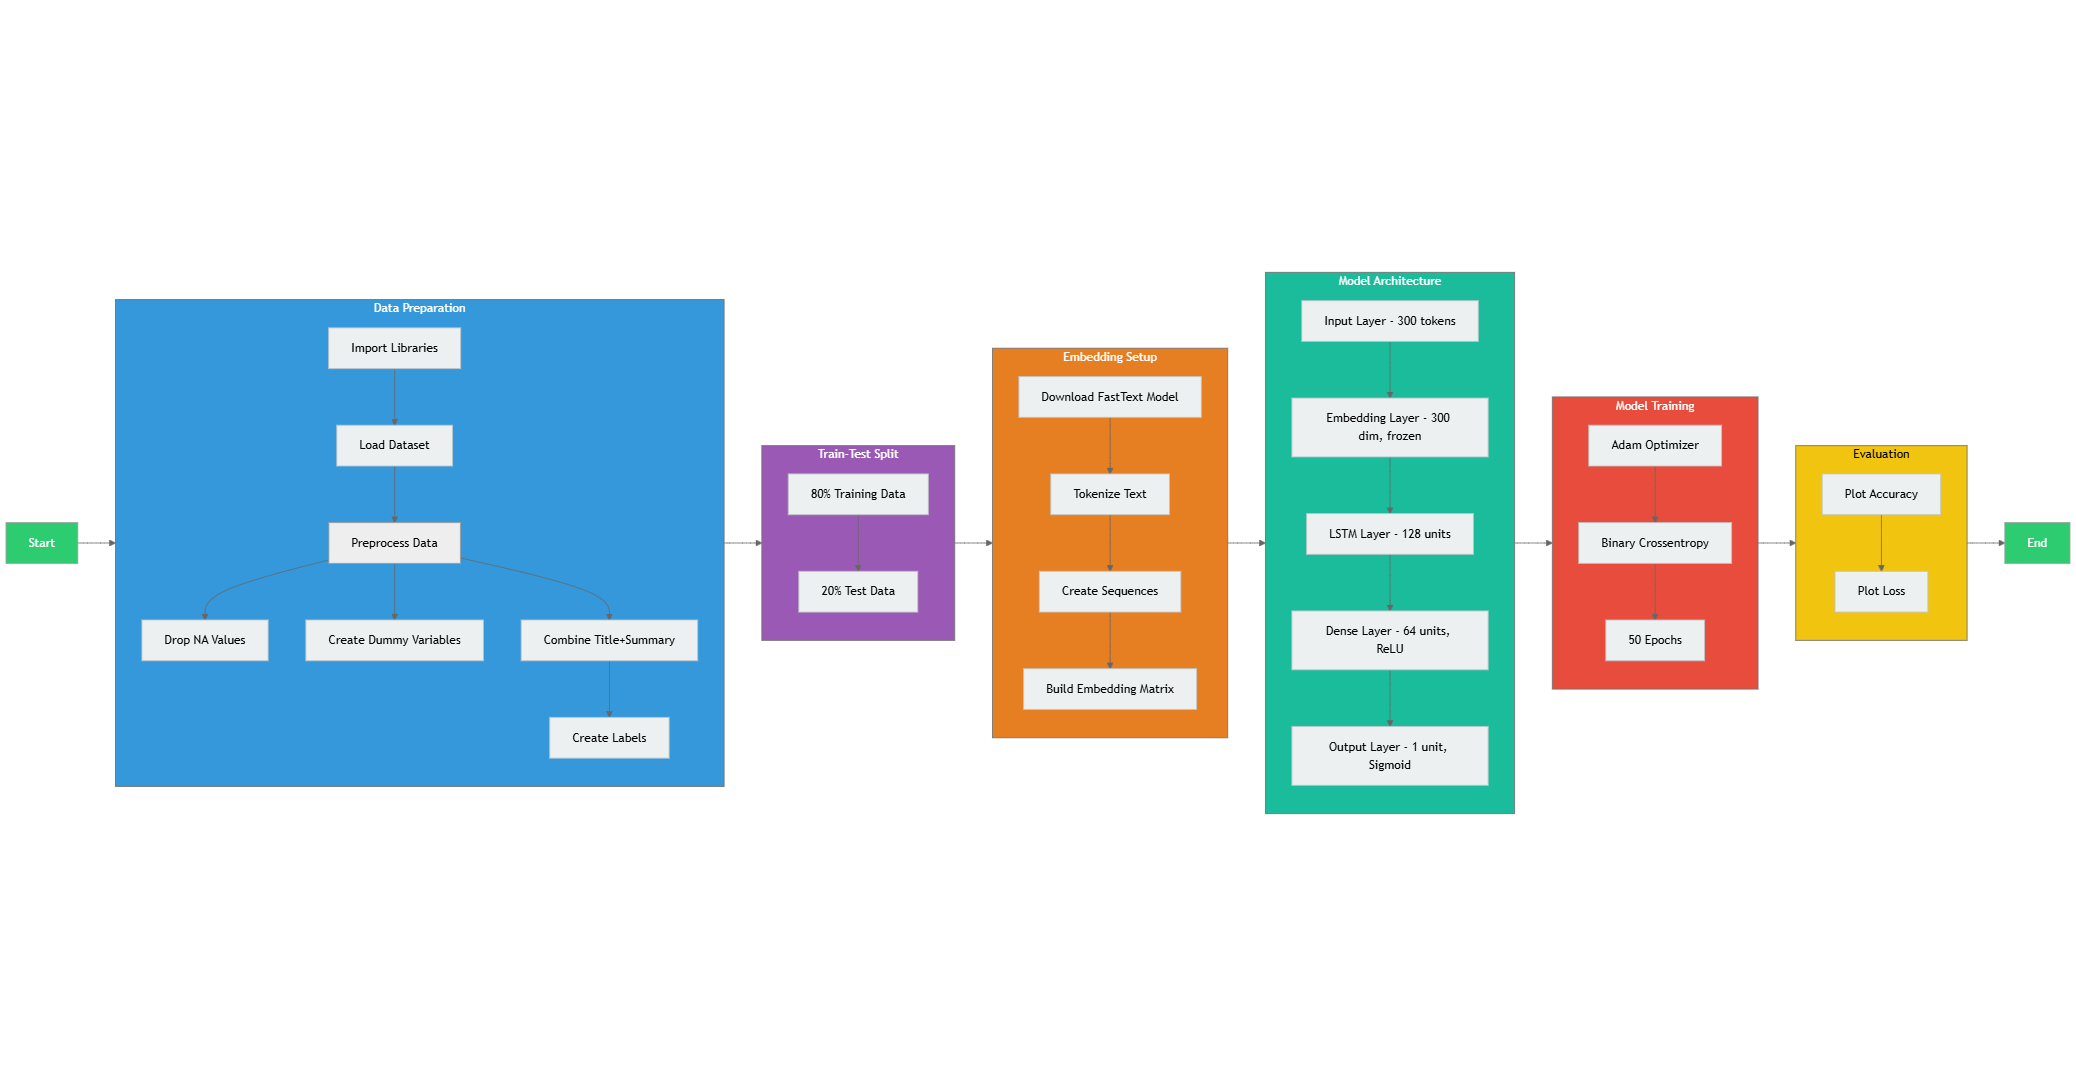 Start
Data Preparation
Import Libraries
Load Dataset
Preprocess Data
Drop NA Values
Create Dummy Variables
Combine Title+Summary
Create Labels
Train-Test Split
80% Training Data
20% Test Data
Embedding Setup
Download FastText Model
Tokenize Text
Create Sequences
Build Embedding Matrix
Model Architecture
Input Layer - 300 tokens
Embedding Layer - 300
dim, frozen
LSTM Layer - 128 units
Dense Layer - 64 units,
ReLU
Output Layer - 1 unit,
Sigmoid
Model Training
Adam Optimizer
Binary Crossentropy
50 Epochs
Evaluation
Plot Accuracy
Plot Loss
End